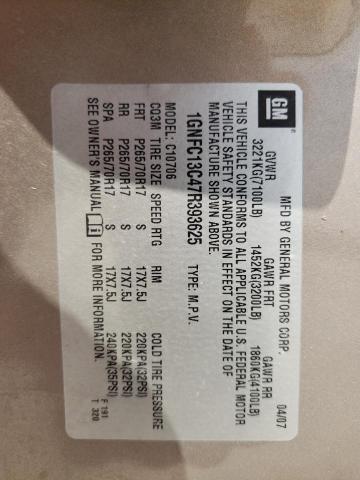 GM
MFD BY GENERAL MOTORS CORP. 04/07
GVWR GAWR FRT GAWR RR
3221KG(7100LB) 1452KG(3200LB) 1860KG(4100LB)
THIS VEHICLE CONFORMS TO ALL APPLICABLE U.S. FEDERAL MOTOR
VEHICLE SAFETY STANDARDS IN EFFECT ON THE DATE OF
MANUFACTURE SHOWN ABOVE.
1GNFC13C47R393625 TYPE: M.P.V.
MODEL: C10706
CQ3M TIRE SIZE SPEED RTG RIM COLD TIRE PRESSURE
FRT P265/70R17 S 17X7.5J 220KPA(32PSI)
RR P265/70R17 S 17X7.5J 220KPA(32PSI)
SPA P265/70R17 S 17X7.5J 240KPA(35PSI)
SEE OWNER'S MANUAL FOR MORE INFORMATION.
F 191
T 320